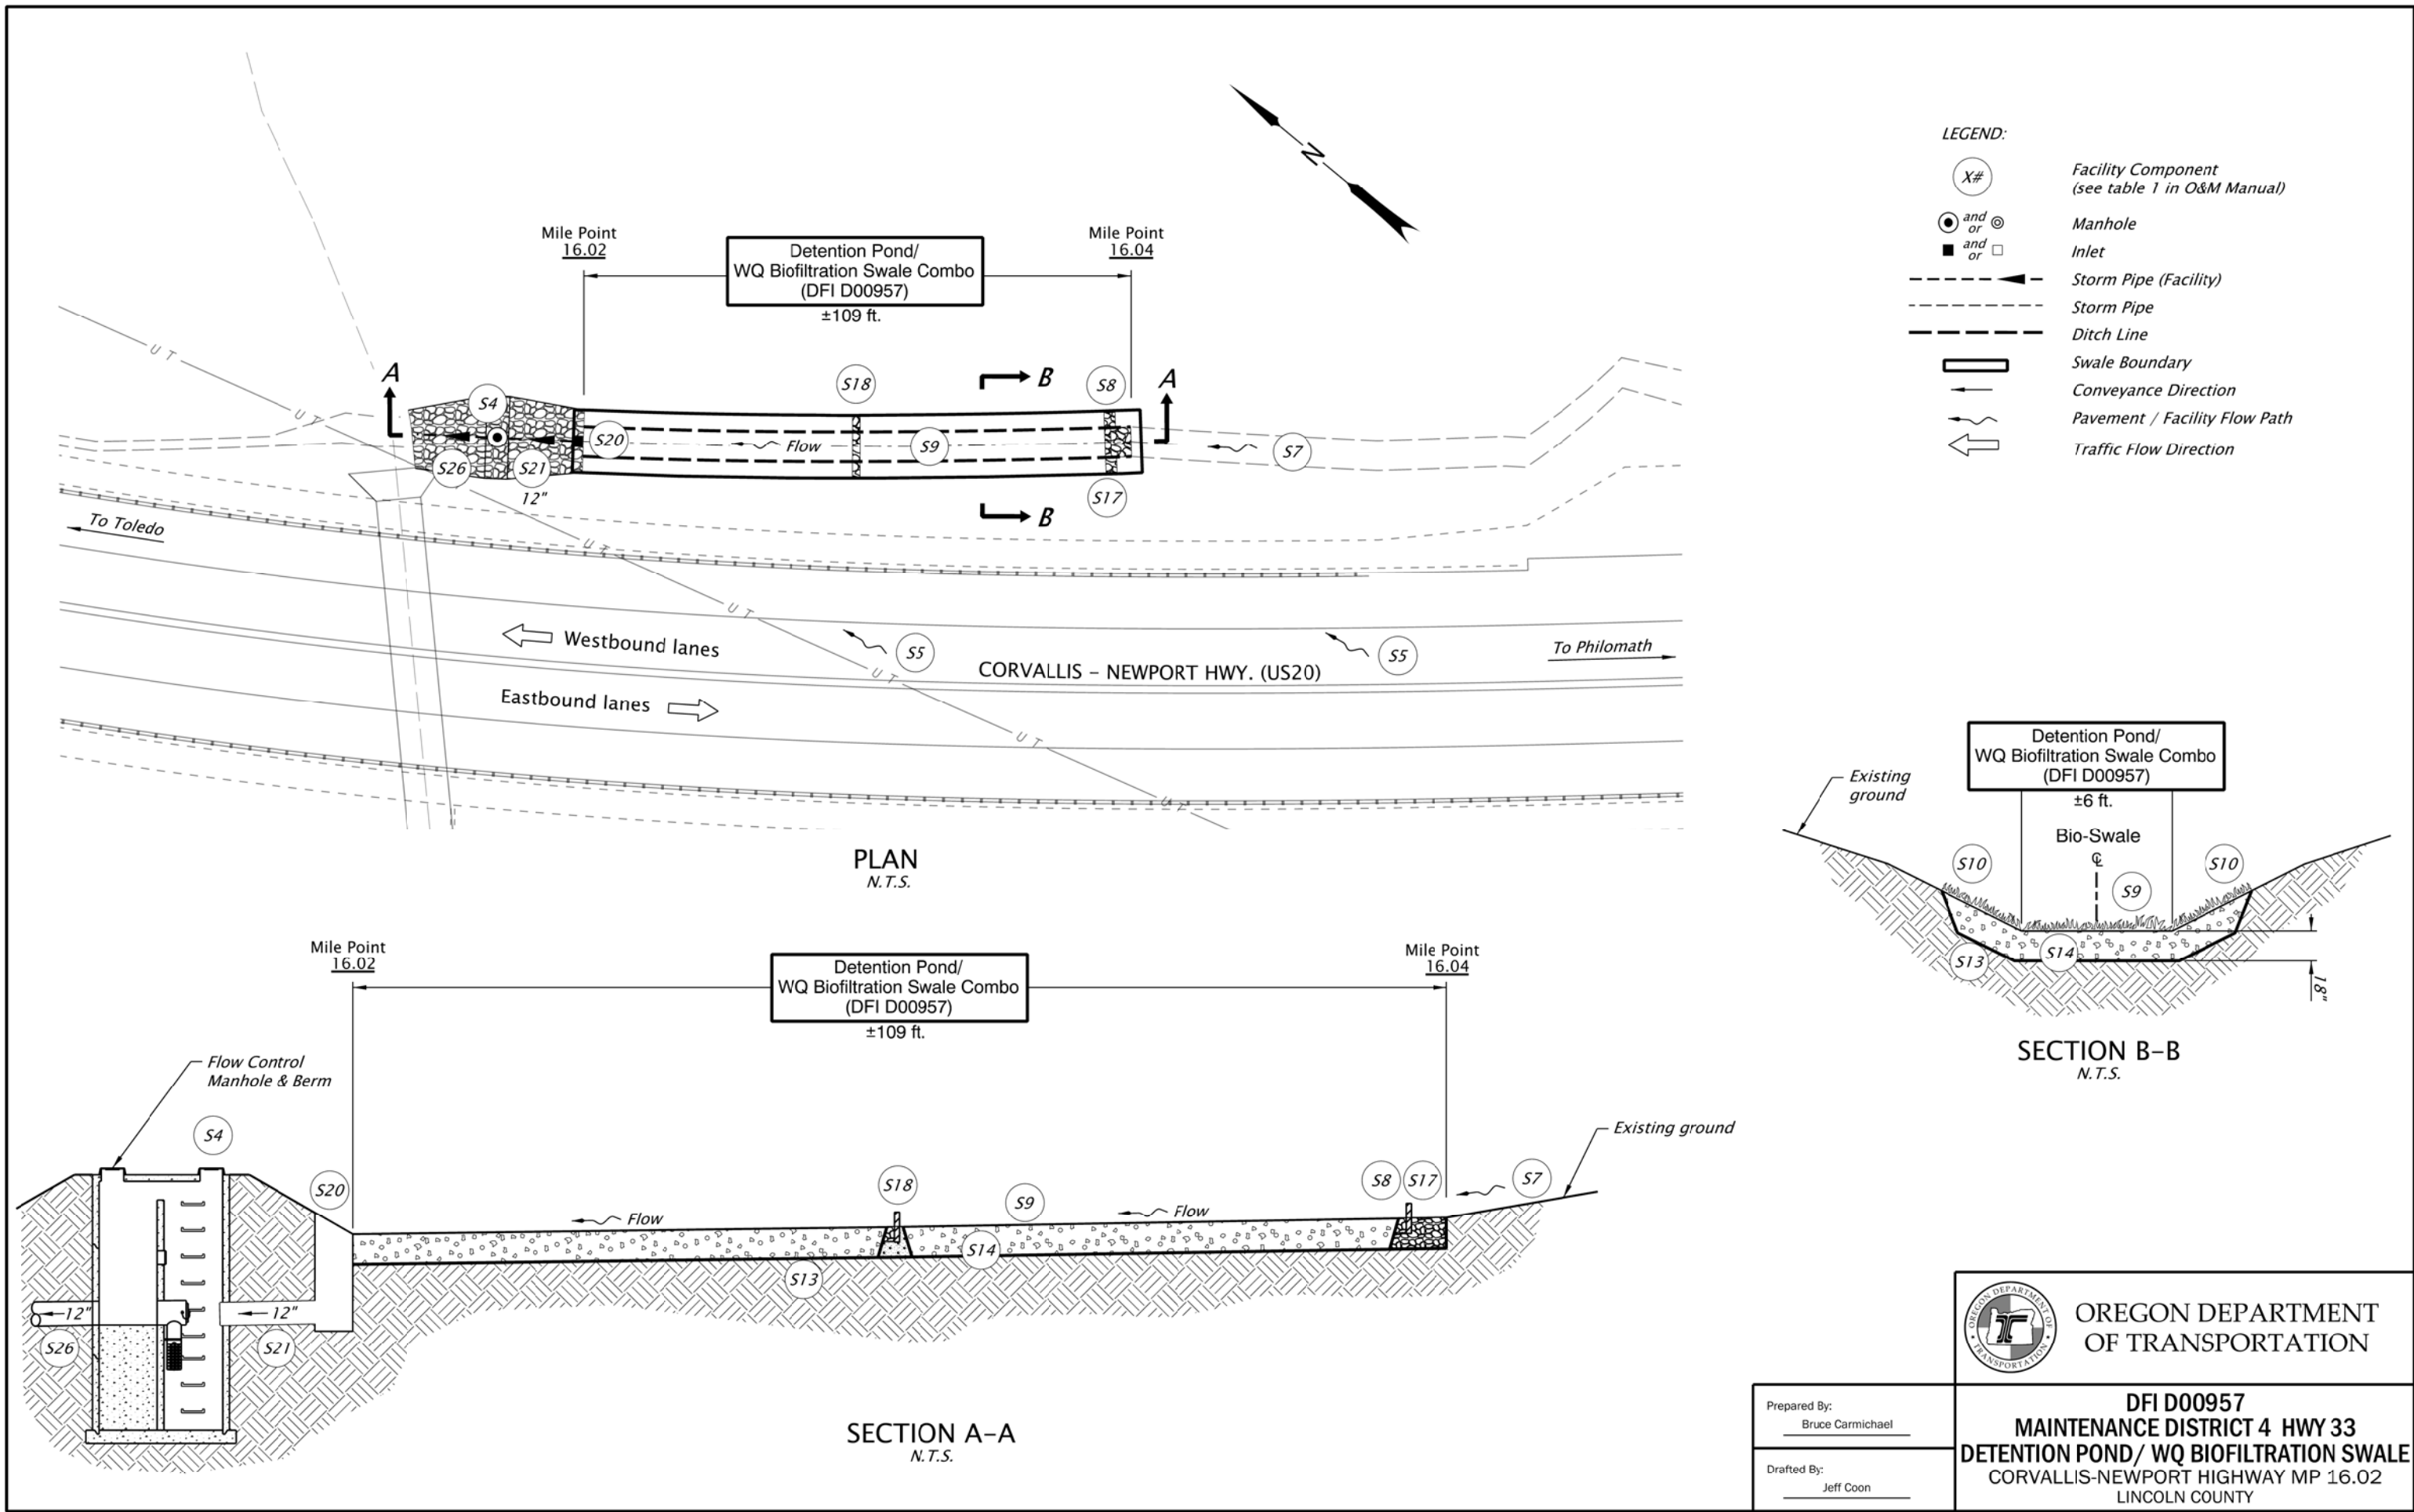 LEGEND:
X#
Facility Component
(see table 1 in O&M Manual)
and
or
Manhole
and
or
Inlet
Storm Pipe (Facility)
Storm Pipe
Ditch Line
Swale Boundary
Conveyance Direction
Pavement / Facility Flow Path
Traffic Flow Direction
N
Mile Point
16.02
Detention Pond/
WQ Biofiltration Swale Combo
(DFI D00957)
±109 ft.
Mile Point
16.04
A
S4
S18
B
S8
A
S20
Flow
S9
S7
S26
S21
12"
S17
B
U T
U T
U T
U T
U T
U T
U T
To Toledo
Westbound lanes
S5
S5
To Philomath
CORVALLIS – NEWPORT HWY. (US20)
Eastbound lanes
PLAN
N.T.S.
Detention Pond/
WQ Biofiltration Swale Combo
(DFI D00957)
±6 ft.
Existing
ground
Bio-Swale
CL
S10
S10
S9
S13
S14
18"
SECTION B–B
N.T.S.
Mile Point
16.02
Detention Pond/
WQ Biofiltration Swale Combo
(DFI D00957)
±109 ft.
Mile Point
16.04
Flow Control
Manhole & Berm
S4
S20
Flow
S18
S9
Flow
S8
S17
S7
Existing ground
S14
S13
12"
12"
S26
S21
SECTION A–A
N.T.S.
OREGON DEPARTMENT OF
TRANSPORTATION
OREGON DEPARTMENT
OF TRANSPORTATION
Prepared By:
Bruce Carmichael
Drafted By:
Jeff Coon
DFI D00957
MAINTENANCE DISTRICT 4 HWY 33
DETENTION POND/ WQ BIOFILTRATION SWALE
CORVALLIS-NEWPORT HIGHWAY MP 16.02
LINCOLN COUNTY